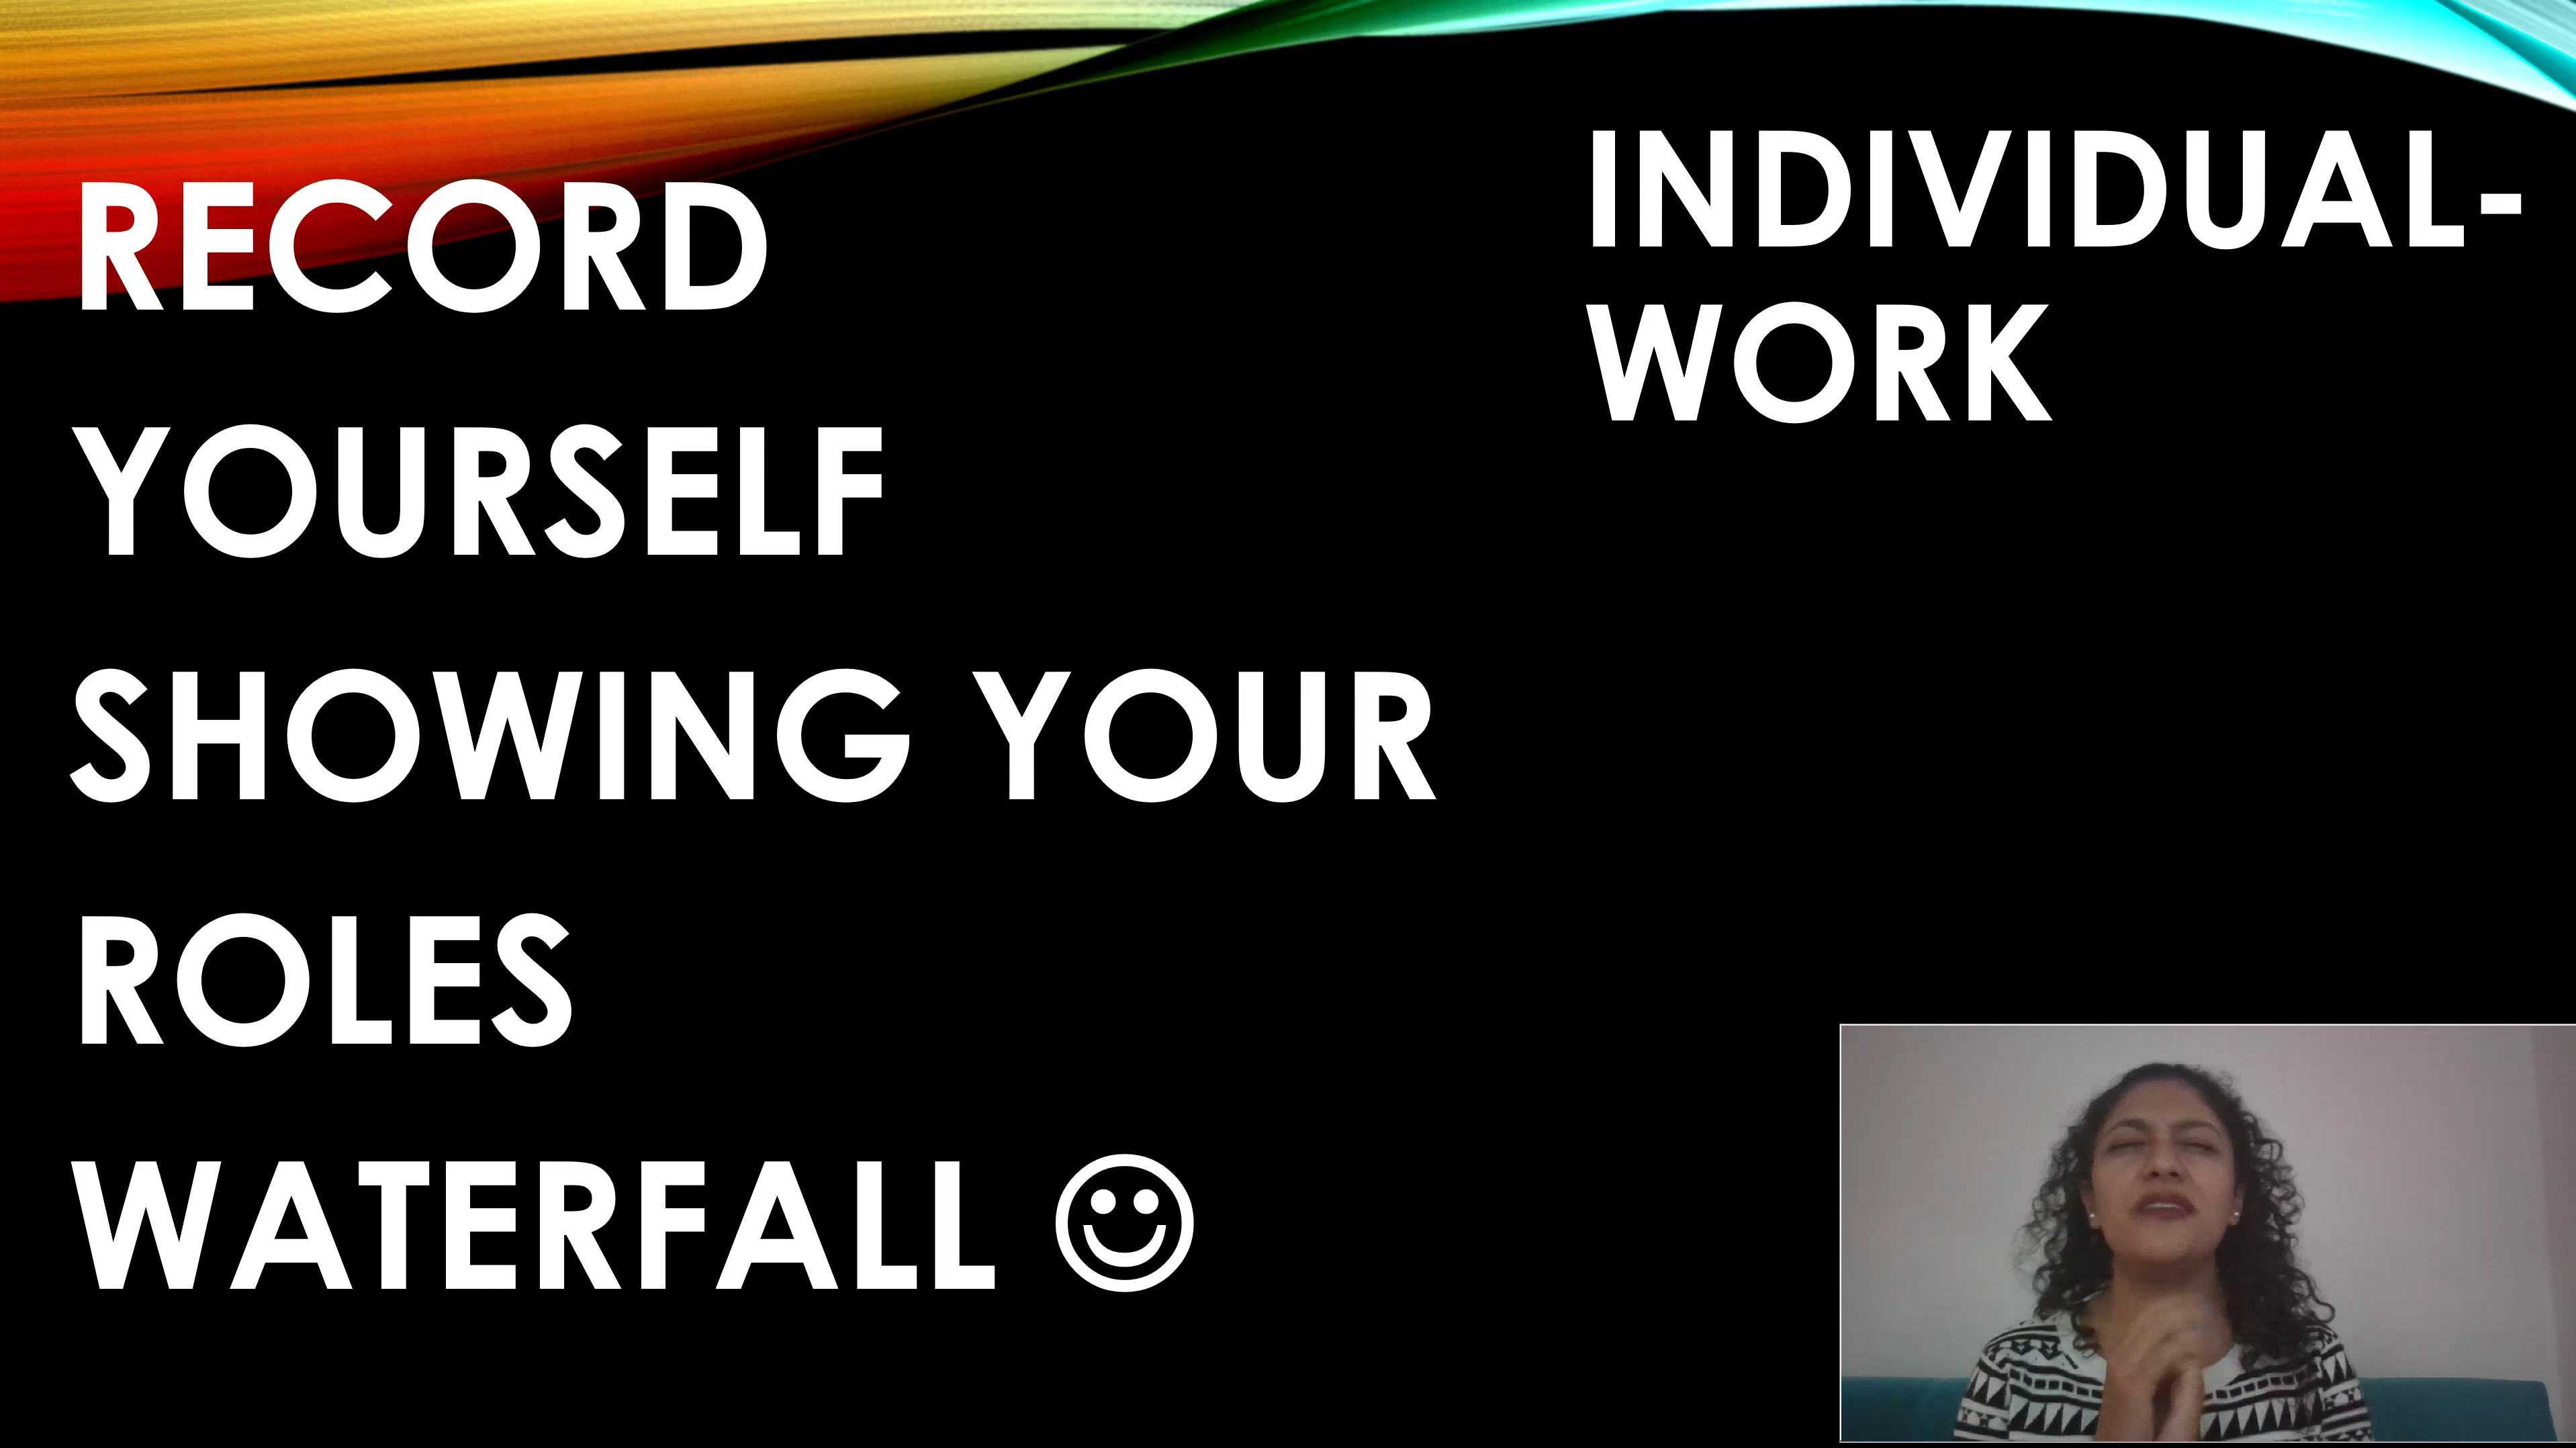 RECORD
YOURSELF
SHOWING YOUR
ROLES
WATERFALL ☺
INDIVIDUAL-
WORK